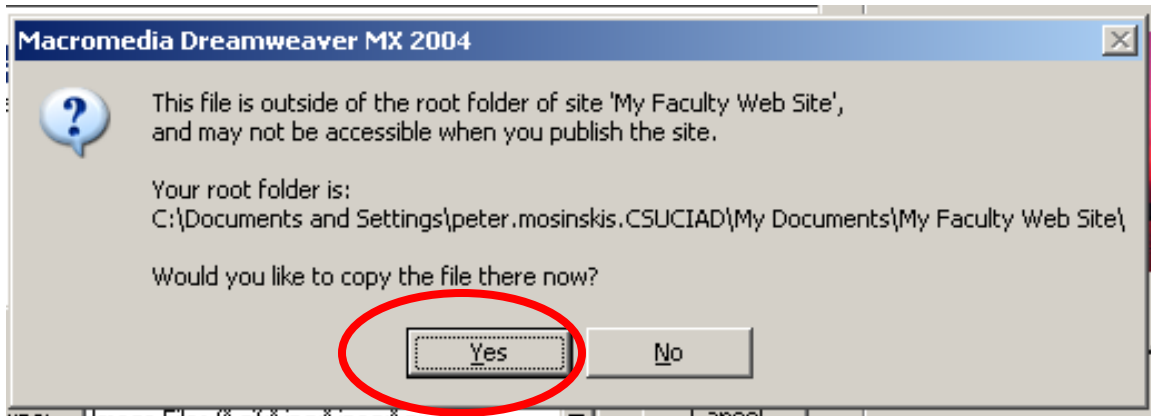 Macromedia Dreamweaver MX 2004
This file is outside of the root folder of site 'My Faculty Web Site',
and may not be accessible when you publish the site.
Your root folder is:
C:\Documents and Settings\peter.mosinskis.CSUCIAD\My Documents\My Faculty Web Site\
Would you like to copy the file there now?
Yes No